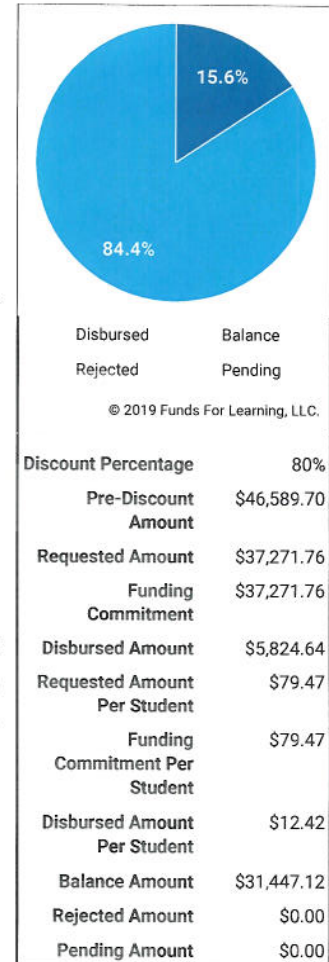 15.6%
84.4%
Disbursed Balance
Rejected Pending
© 2019 Funds For Learning, LLC.
Discount Percentage 80%
Pre-Discount $46,589.70
Amount
Requested Amount $37,271.76
Funding $37,271.76
Commitment
Disbursed Amount $5,824.64
Requested Amount $79.47
Per Student
Funding $79.47
Commitment Per
Student
Disbursed Amount $12.42
Per Student
Balance Amount $31,447.12
Rejected Amount $0.00
Pending Amount $0.00